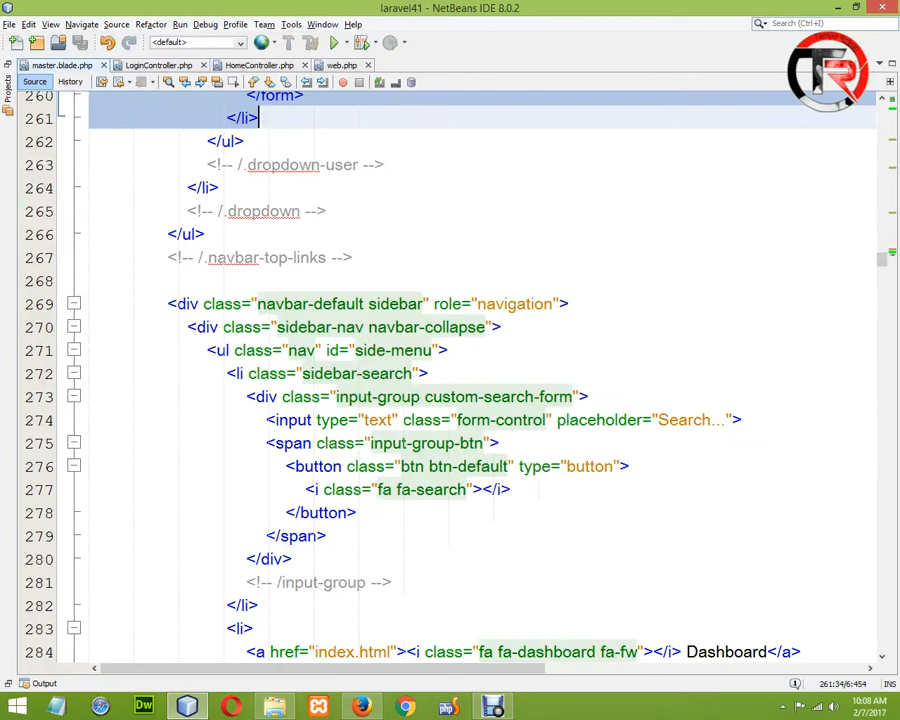 laravel41 - NetBeans IDE 8.0.2
File Edit View Navigate Source Refactor Run Debug Profile Team Tools Window Help
<default>
Search (Ctrl+I)
master.blade.php LoginController.php HomeController.php web.php
Source History
Projects
Files
TR
260 </form>
261 </li>
262 </ul>
263 <!-- /.dropdown-user -->
264 </li>
265 <!-- /.dropdown -->
266 </ul>
267 <!-- /.navbar-top-links -->
268
269 <div class="navbar-default sidebar" role="navigation">
270 <div class="sidebar-nav navbar-collapse">
271 <ul class="nav" id="side-menu">
272 <li class="sidebar-search">
273 <div class="input-group custom-search-form">
274 <input type="text" class="form-control" placeholder="Search...">
275 <span class="input-group-btn">
276 <button class="btn btn-default" type="button">
277 <i class="fa fa-search"></i>
278 </button>
279 </span>
280 </div>
281 <!-- /input-group -->
282 </li>
283 <li>
284 <a href="index.html"><i class="fa fa-dashboard fa-fw"></i> Dashboard</a>
Output
261:34/6:454 INS
Dw
php
10:08 AM
2/7/2017